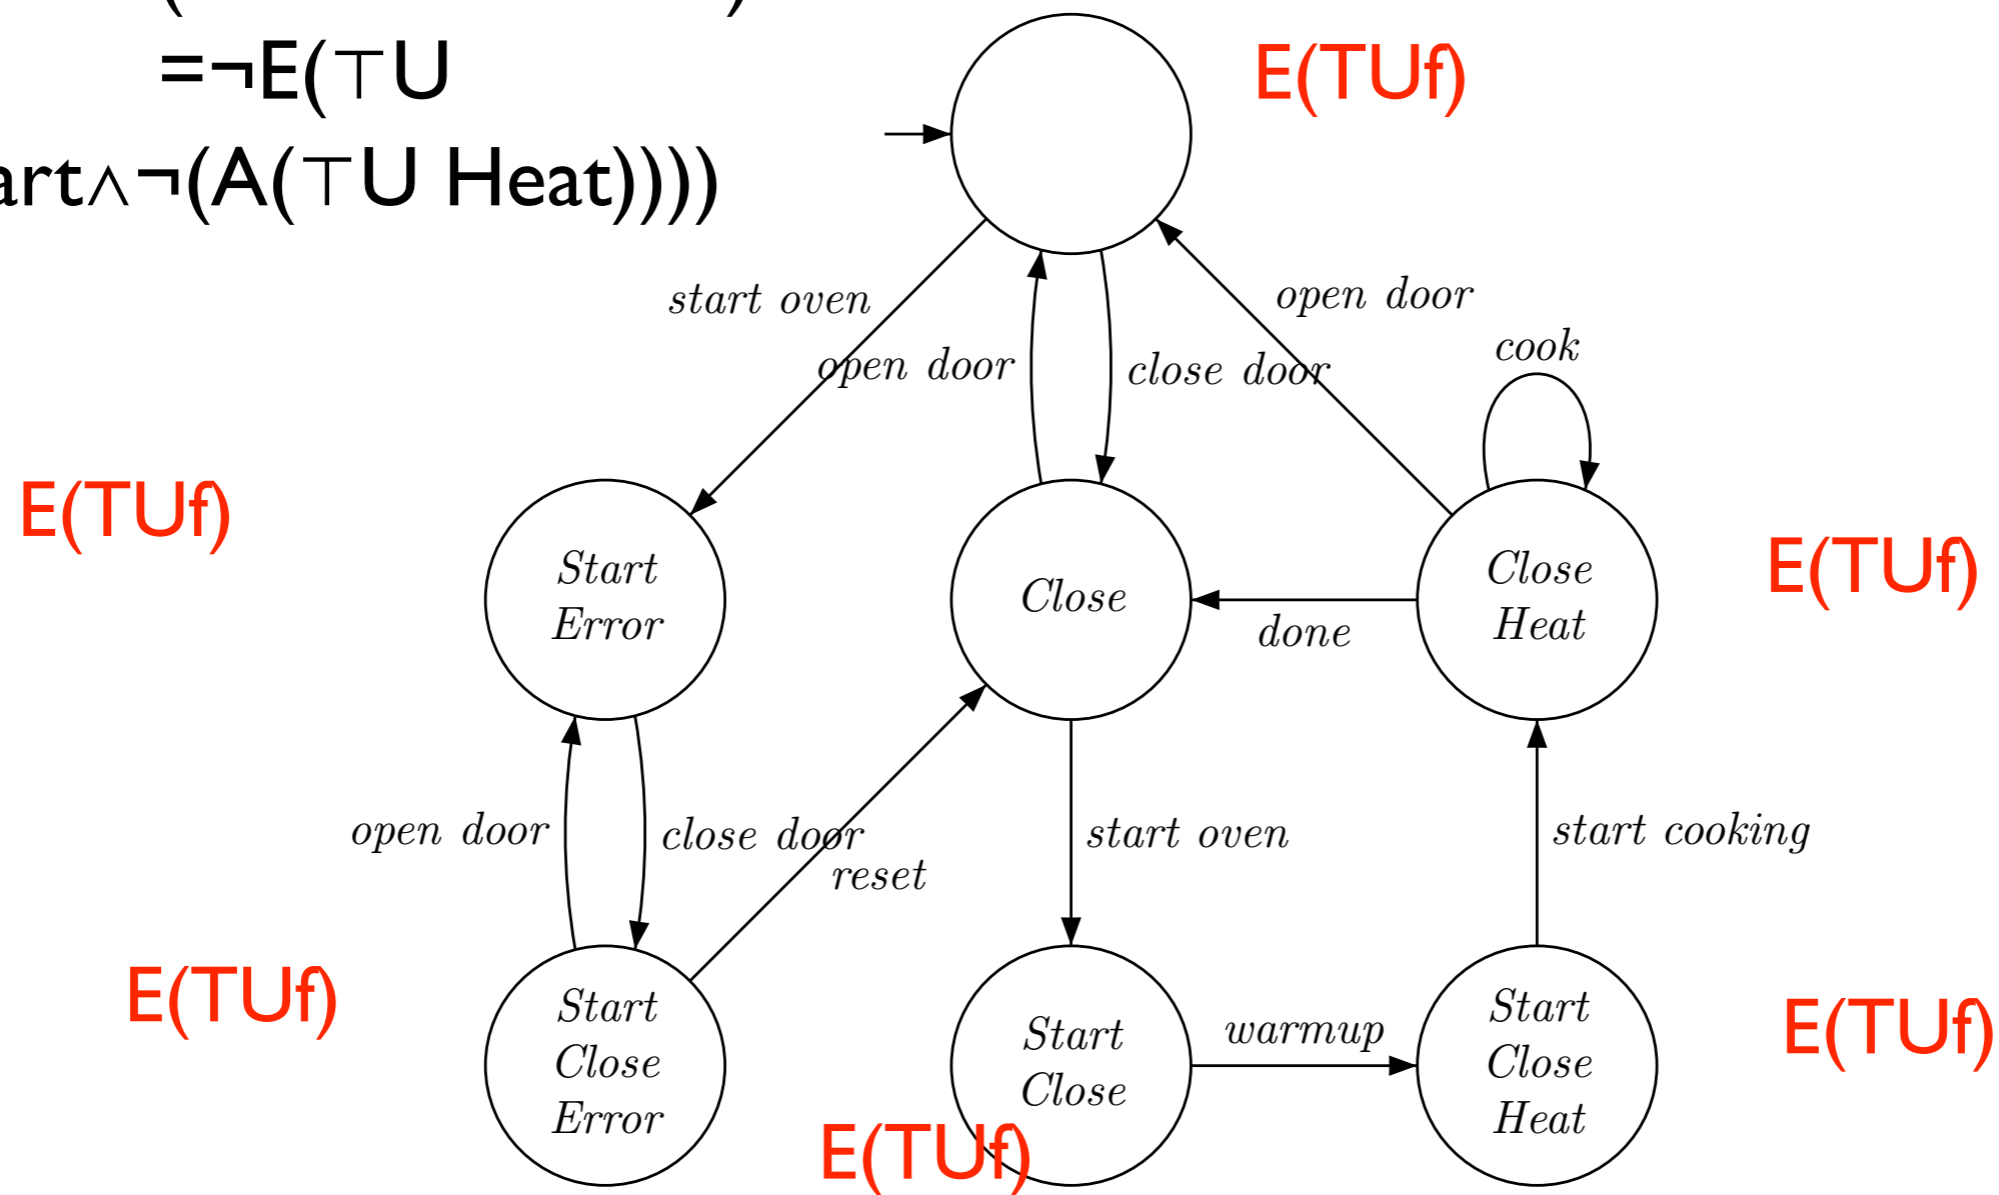 =¬E(⊤U
art∧¬(A(⊤U Heat))))
E(TUf)
start oven
open door
open door
close door
cook
E(TUf)
E(TUf)
Start
Error
Close
Close
Heat
done
open door
close door
reset
start oven
start cooking
E(TUf)
E(TUf)
Start
Close
Error
Start
Close
warmup
Start
Close
Heat
E(TUf)